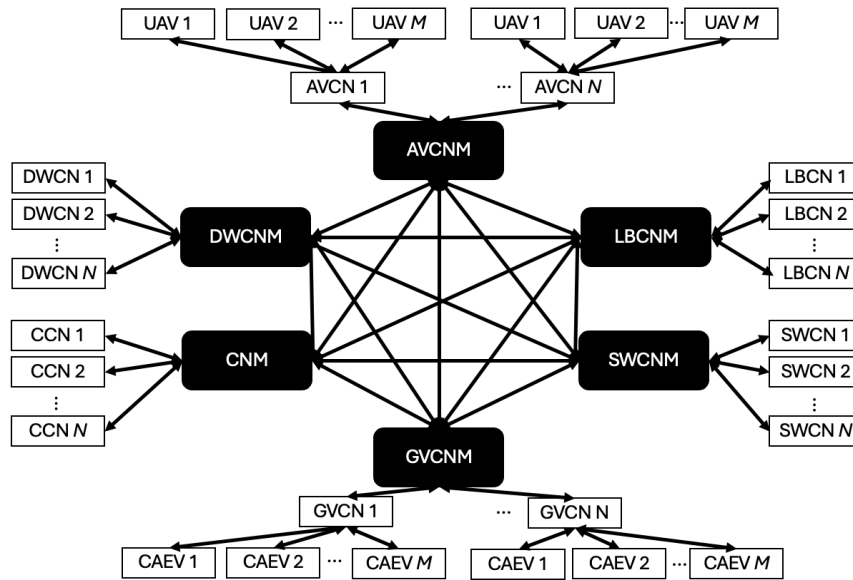 UAV 1 UAV 2 ... UAV M UAV 1 UAV 2 ... UAV M
AVCN 1 ... AVCN N
AVCNM
DWCN 1 LBCN 1
DWCN 2 DWCNM LBCNM LBCN 2
⋮ ⋮
DWCN N LBCN N
CCN 1 SWCN 1
CCN 2 CNM SWCNM SWCN 2
⋮ ⋮
CCN N SWCN N
GVCNM
GVCN 1 ... GVCN N
CAEV 1 CAEV 2 ... CAEV M CAEV 1 CAEV 2 ... CAEV M